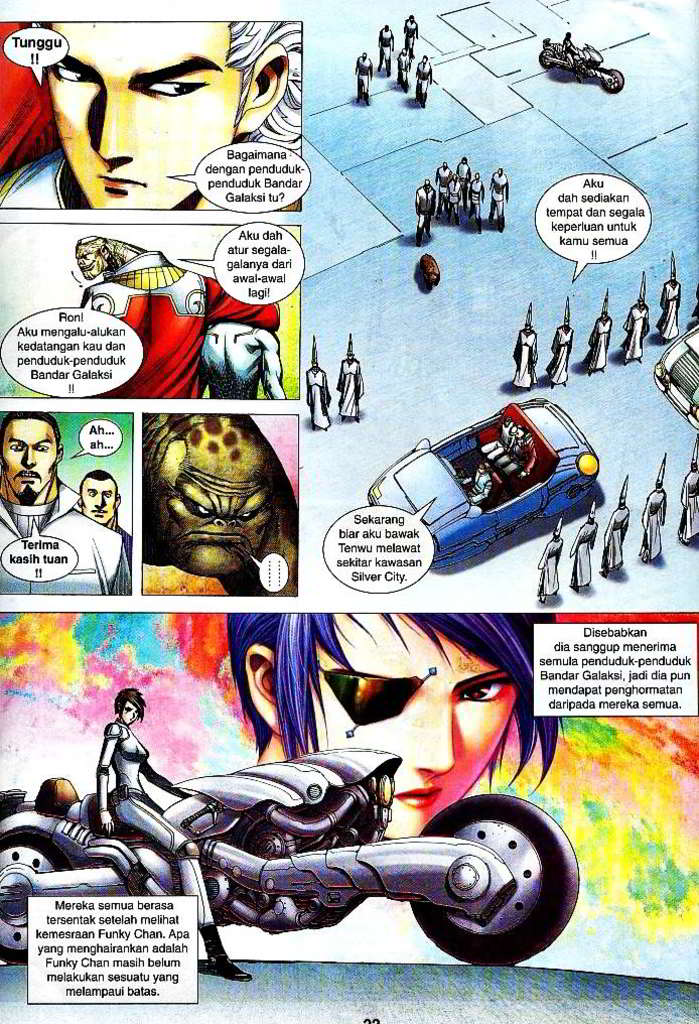 Tunggu
!!
Bagaimana
dengan penduduk-
penduduk Bandar
Galaksi tu?
Aku dah
atur segala-
galanya dari
awal-awal
lagi!
Ron!
Aku mengalu-alukan
kedatangan kau dan
penduduk-penduduk
Bandar Galaksi
!!
Aku
dah sediakan
tempat dan segala
keperluan untuk
kamu semua
!!
Ah...
ah...
Terima
kasih tuan
!!
Sekarang
biar aku bawak
Tenwu melawat
sekitar kawasan
Silver City.
Disebabkan
dia sanggup menerima
semula penduduk-penduduk
Bandar Galaksi, jadi dia pun
mendapat penghormatan
daripada mereka semua.
Mereka semua berasa
tersentak setelah melihat
kemesraan Funky Chan. Apa
yang menghairankan adalah
Funky Chan masih belum
melakukan sesuatu yang
melampaui batas.